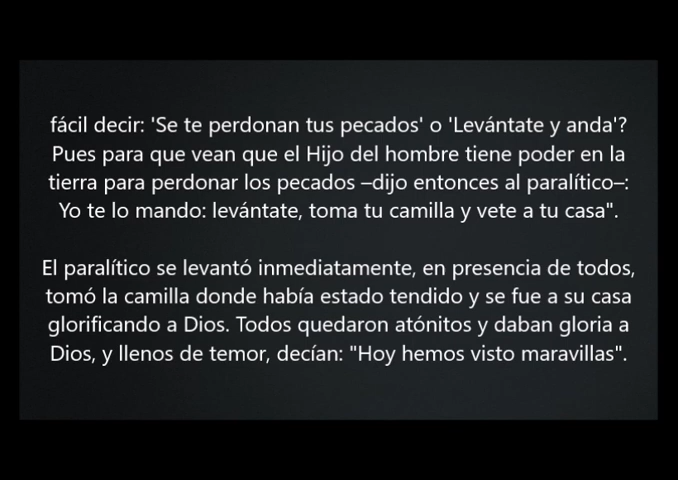 fácil decir: 'Se te perdonan tus pecados' o 'Levántate y anda'?
Pues para que vean que el Hijo del hombre tiene poder en la
tierra para perdonar los pecados –dijo entonces al paralítico–:
Yo te lo mando: levántate, toma tu camilla y vete a tu casa".
El paralítico se levantó inmediatamente, en presencia de todos,
tomó la camilla donde había estado tendido y se fue a su casa
glorificando a Dios. Todos quedaron atónitos y daban gloria a
Dios, y llenos de temor, decían: "Hoy hemos visto maravillas".